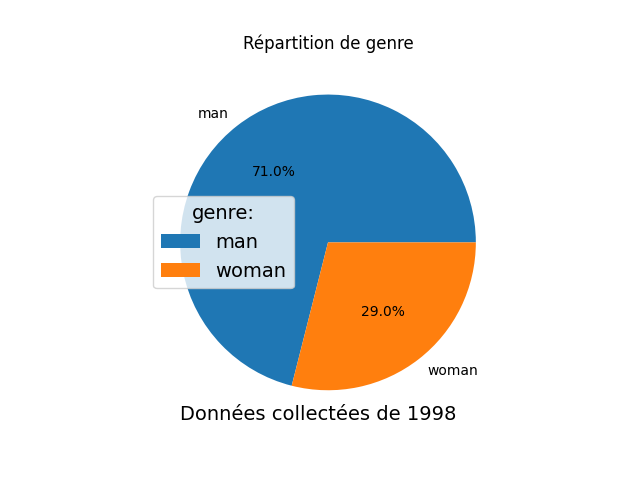 Répartition de genre
man
71.0%
genre:
man
woman
29.0%
woman
Données collectées de 1998